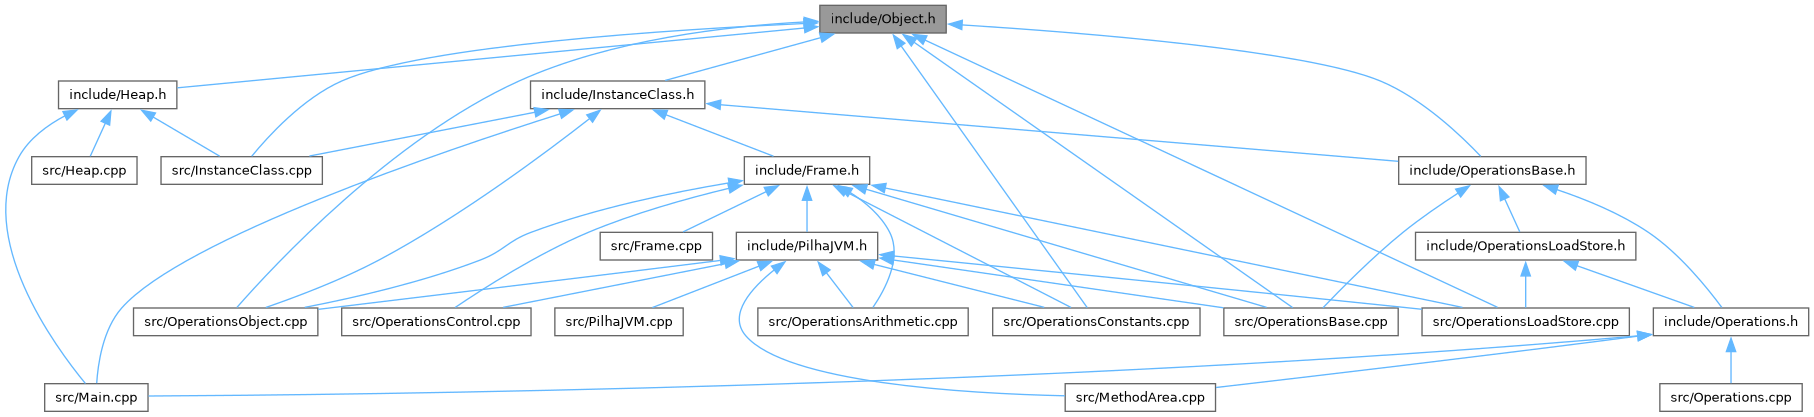 include/Object.h
include/Heap.h
include/InstanceClass.h
src/Heap.cpp
src/InstanceClass.cpp
include/Frame.h
include/OperationsBase.h
src/Frame.cpp
include/PilhaJVM.h
include/OperationsLoadStore.h
src/OperationsObject.cpp
src/OperationsControl.cpp
src/PilhaJVM.cpp
src/OperationsArithmetic.cpp
src/OperationsConstants.cpp
src/OperationsBase.cpp
src/OperationsLoadStore.cpp
include/Operations.h
src/Main.cpp
src/MethodArea.cpp
src/Operations.cpp